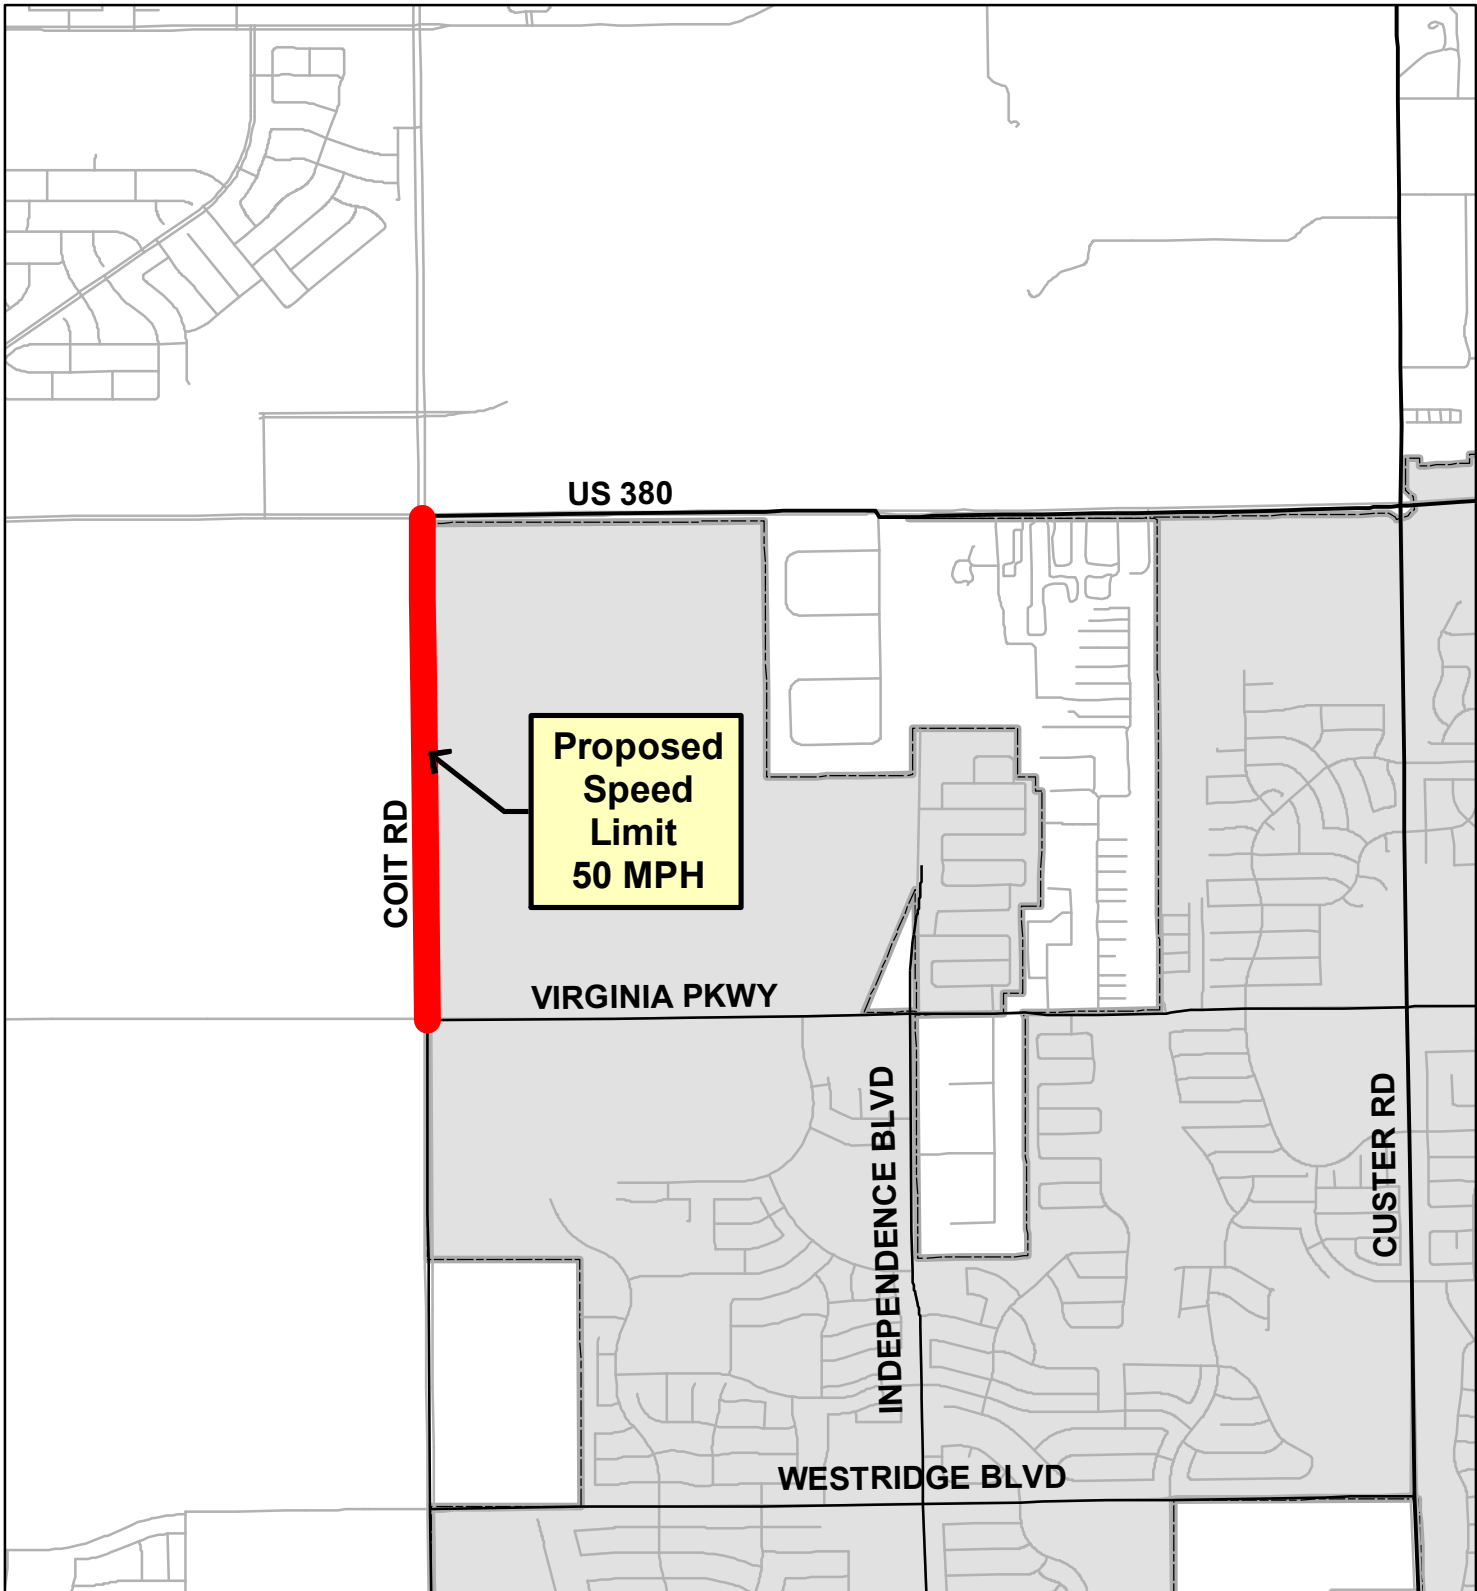 US 380
Proposed
Speed
Limit
50 MPH
COIT RD
VIRGINIA PKWY
INDEPENDENCE BLVD
CUSTER RD
WESTRIDGE BLVD